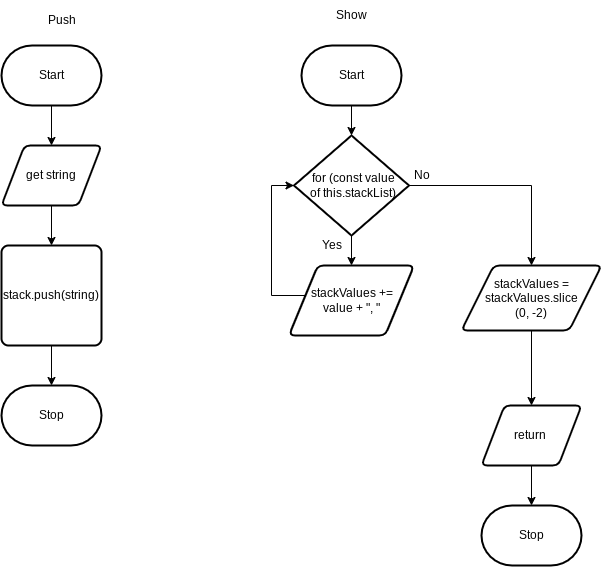 Push
Start
get string
stack.push(string)
Stop
Show
Start
for (const value
of this.stackList)
No
Yes
stackValues +=
value + ", "
stackValues =
stackValues.slice
(0, -2)
return
Stop